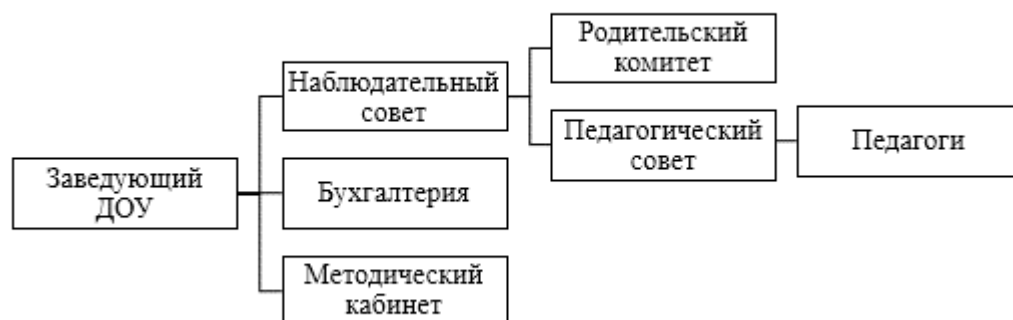 Родительский
комитет
Наблюдательный
совет
Педагогический
совет
Педагоги
Заведующий
ДОУ
Бухгалтерия
Методический
кабинет